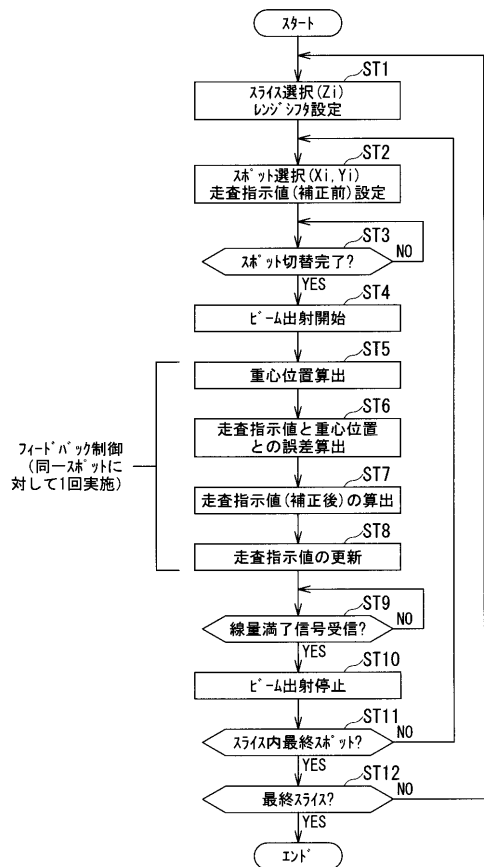 スタート
ST1
スライス選択(Zi)
レンジシフタ設定
ST2
スポット選択(Xi,Yi)
走査指示値(補正前)設定
ST3
スポット切替完了?
NO
YES
ST4
ビーム出射開始
ST5
重心位置算出
ST6
走査指示値と重心位置
との誤差算出
フィードバック制御
(同一スポットに
対して1回実施)
ST7
走査指示値(補正後)の算出
ST8
走査指示値の更新
ST9
線量満了信号受信?
NO
YES
ST10
ビーム出射停止
ST11
スライス内最終スポット?
NO
YES
ST12
最終スライス?
NO
YES
エンド